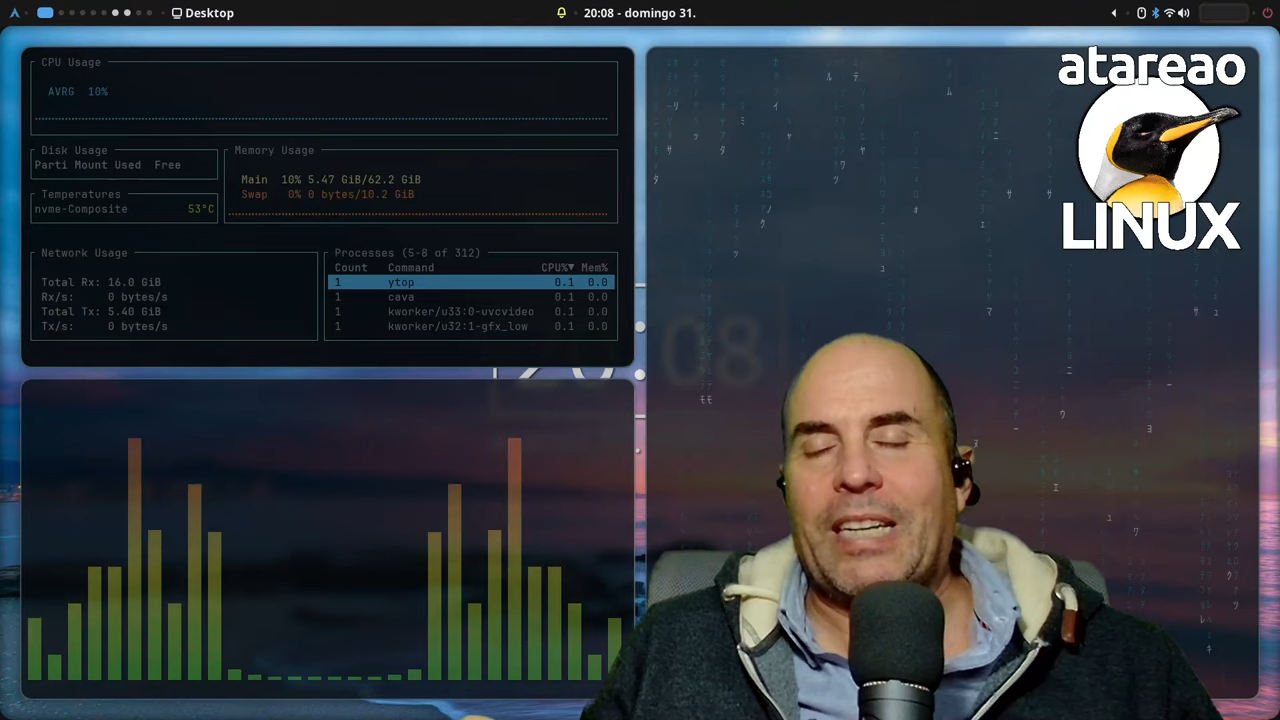 Desktop
20:08 - domingo 31.
atareao
LINUX
CPU Usage
AVRG 10%
Disk Usage
Parti Mount Used Free
Memory Usage
Main 10% 5.47 GiB/62.2 GiB
Swap 0% 0 bytes/10.2 GiB
Temperatures
nvme-Composite 53°C
Network Usage
Total Rx: 16.0 GiB
Rx/s: 0 bytes/s
Total Tx: 5.40 GiB
Tx/s: 0 bytes/s
Processes (5-8 of 312)
Count Command CPU%▼ Mem%
1 ytop 0.1 0.0
1 cava 0.1 0.0
1 kworker/u33:0-uvcvideo 0.1 0.0
1 kworker/u32:1-gfx_low 0.1 0.0